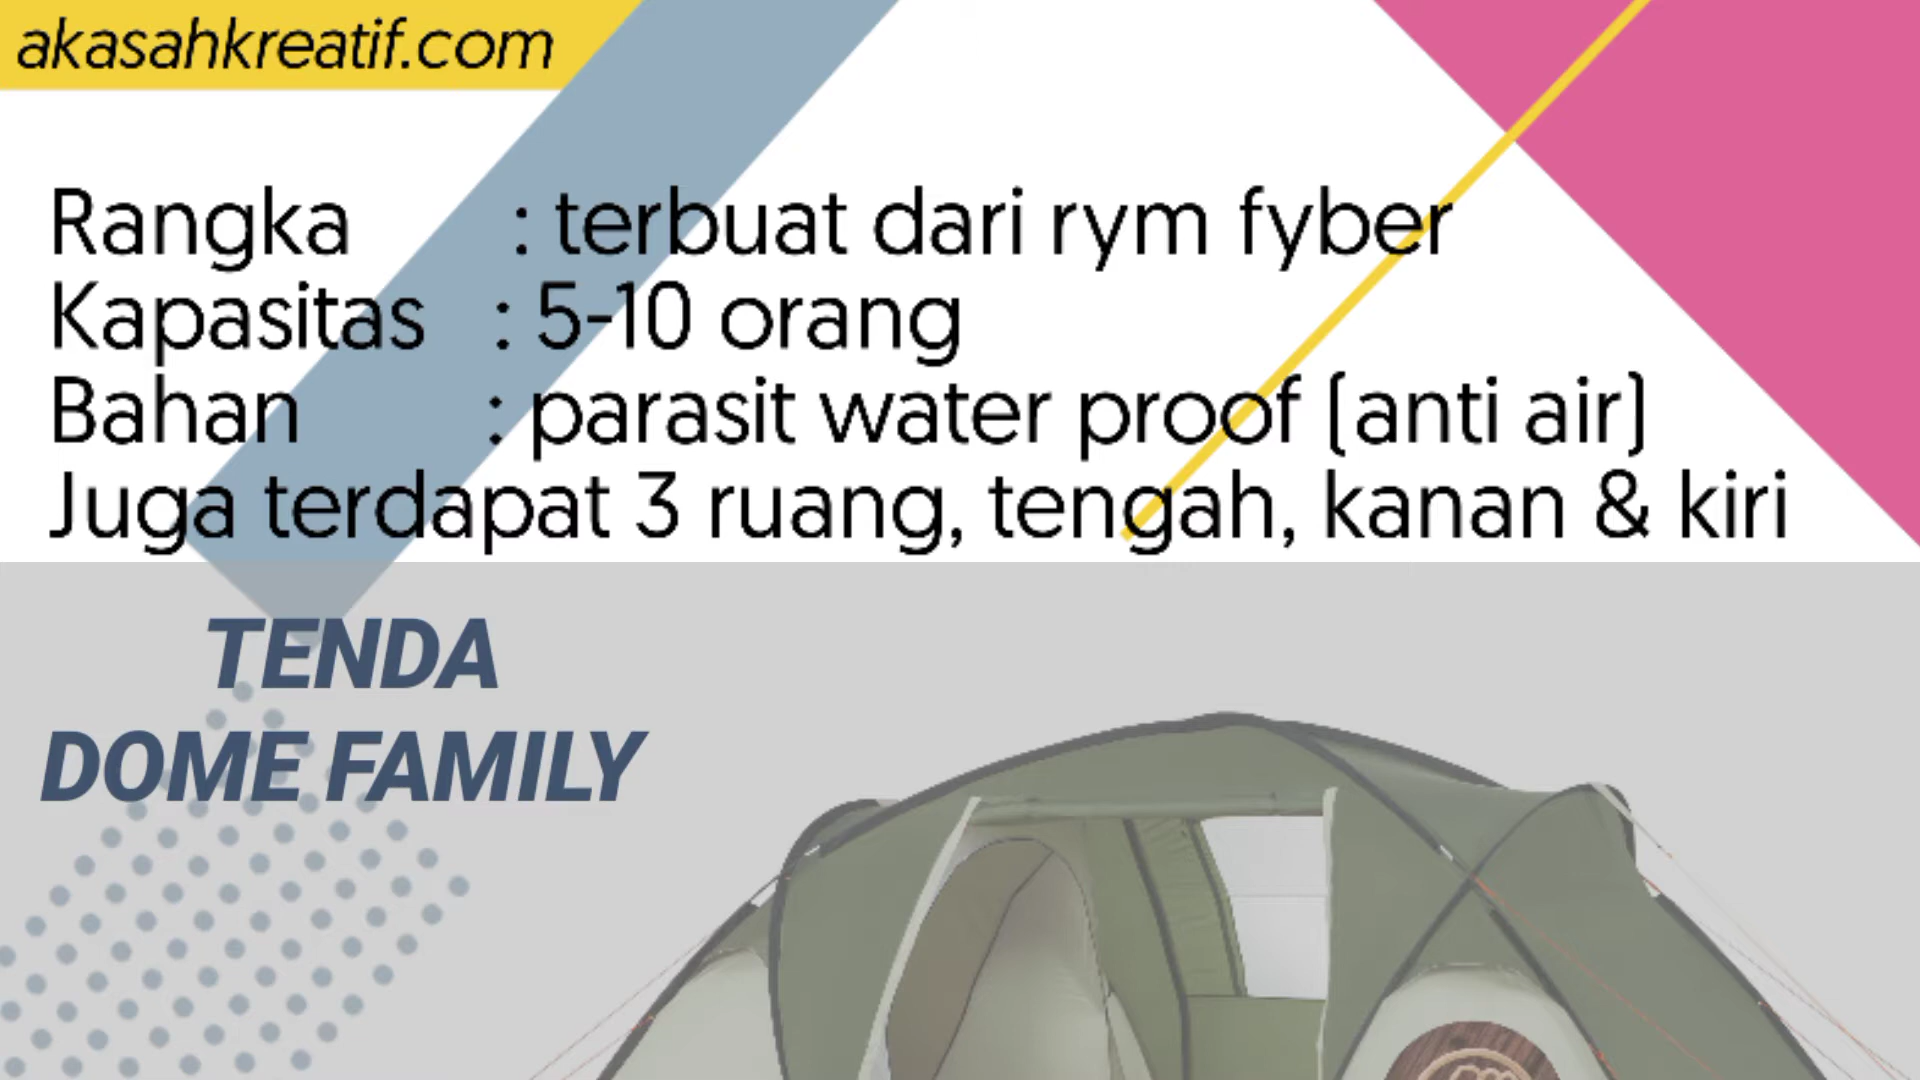 akasahkreatif.com
Rangka : terbuat dari rym fyber
Kapasitas : 5-10 orang
Bahan : parasit water proof (anti air)
Juga terdapat 3 ruang, tengah, kanan & kiri
TENDA
DOME FAMILY